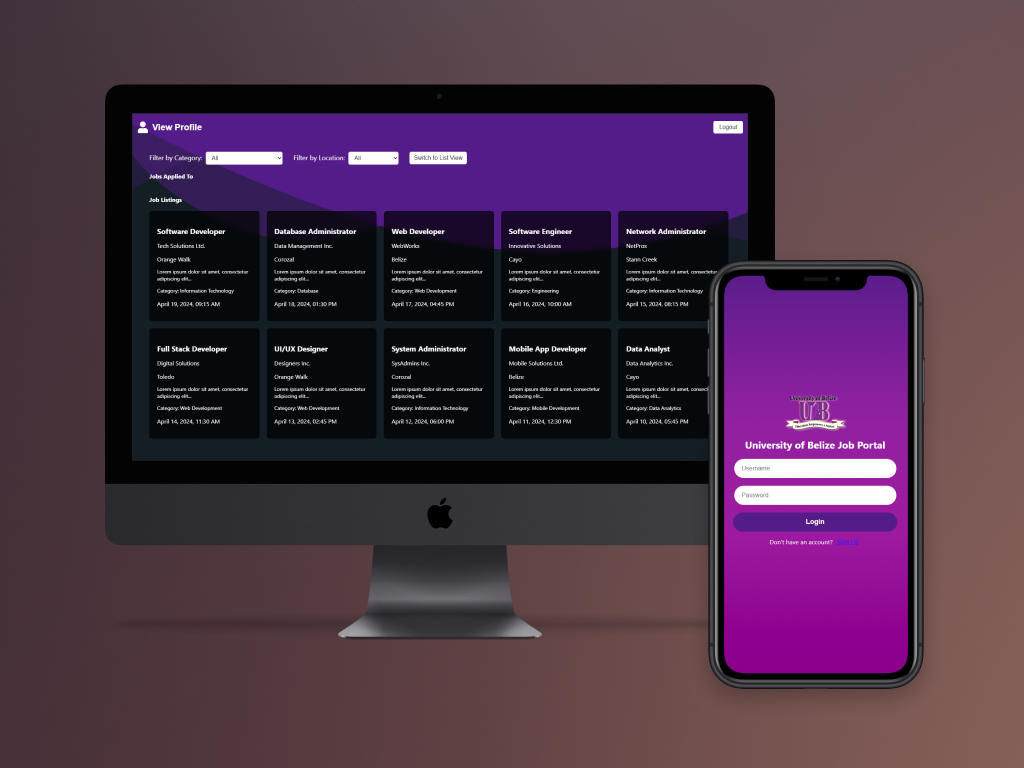 View Profile
Logout
Filter by Category: All Filter by Location: All Switch to List View
Jobs Applied To
Job Listings
Software Developer
Tech Solutions Ltd.
Orange Walk
Lorem ipsum dolor sit amet, consectetur
adipiscing elit...
Category: Information Technology
April 19, 2024, 09:15 AM
Database Administrator
Data Management Inc.
Corozal
Lorem ipsum dolor sit amet, consectetur
adipiscing elit...
Category: Database
April 18, 2024, 01:30 PM
Web Developer
WebWorks
Belize
Lorem ipsum dolor sit amet, consectetur
adipiscing elit...
Category: Web Development
April 17, 2024, 04:45 PM
Software Engineer
Innovative Solutions
Cayo
Lorem ipsum dolor sit amet, consectetur
adipiscing elit...
Category: Engineering
April 16, 2024, 10:00 AM
Network Administrator
NetPros
Stann Creek
Lorem ipsum dolor sit amet, consectetur
adipiscing elit...
Category: Information Technology
April 15, 2024, 08:15 PM
Full Stack Developer
Digital Solutions
Toledo
Lorem ipsum dolor sit amet, consectetur
adipiscing elit...
Category: Web Development
April 14, 2024, 11:30 AM
UI/UX Designer
Designers Inc.
Orange Walk
Lorem ipsum dolor sit amet, consectetur
adipiscing elit...
Category: Web Development
April 13, 2024, 02:45 PM
System Administrator
SysAdmins Inc.
Corozal
Lorem ipsum dolor sit amet, consectetur
adipiscing elit...
Category: Information Technology
April 12, 2024, 06:00 PM
Mobile App Developer
Mobile Solutions Ltd.
Belize
Lorem ipsum dolor sit amet, consectetur
adipiscing elit...
Category: Mobile Development
April 11, 2024, 12:30 PM
Data Analyst
Data Analytics Inc.
Cayo
Lorem ipsum dolor sit amet,
adipiscing elit...
Category: Data Analytics
April 10, 2024, 05:45 PM
University of Belize
UB
University of Belize Job Portal
Username
Password
Login
Don't have an account? Sign Up